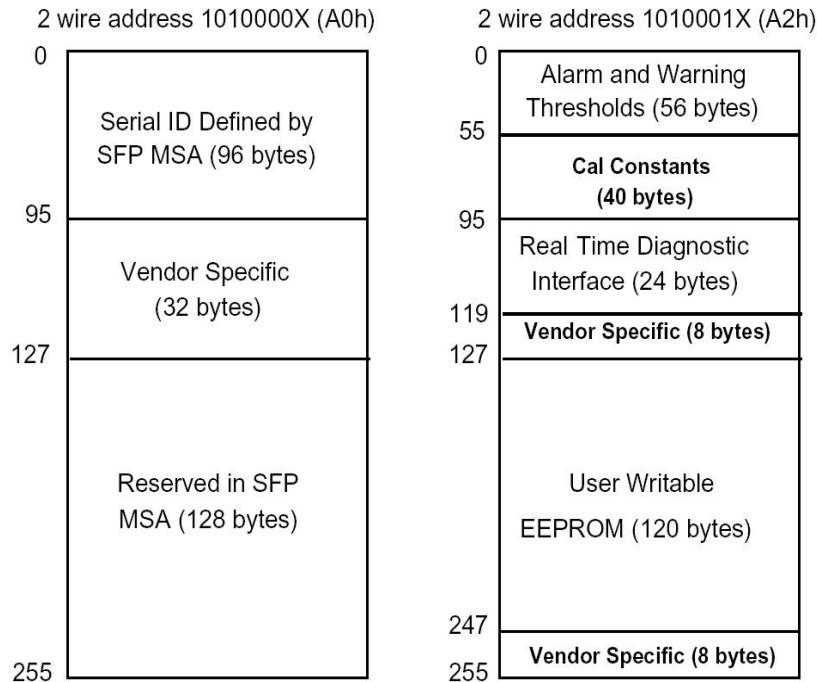 2 wire address 1010000X (A0h)
0
Serial ID Defined by
SFP MSA (96 bytes)
95
Vendor Specific
(32 bytes)
127
Reserved in SFP
MSA (128 bytes)
255
2 wire address 1010001X (A2h)
0
Alarm and Warning
Thresholds (56 bytes)
55
Cal Constants
(40 bytes)
95
Real Time Diagnostic
Interface (24 bytes)
119
Vendor Specific (8 bytes)
127
User Writable
EEPROM (120 bytes)
247
Vendor Specific (8 bytes)
255